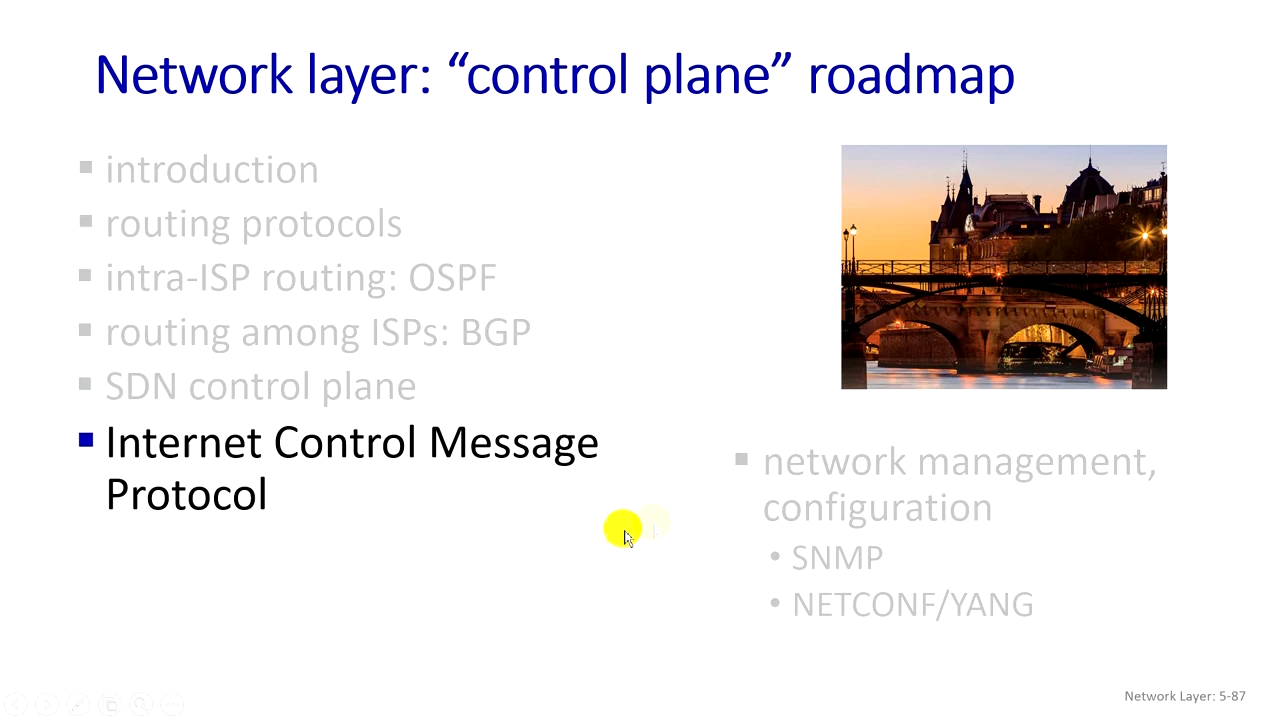 Network layer: “control plane” roadmap
▪ introduction
▪ routing protocols
▪ intra-ISP routing: OSPF
▪ routing among ISPs: BGP
▪ SDN control plane
▪ Internet Control Message
Protocol
▪ network management,
configuration
• SNMP
• NETCONF/YANG
Network Layer: 5-87